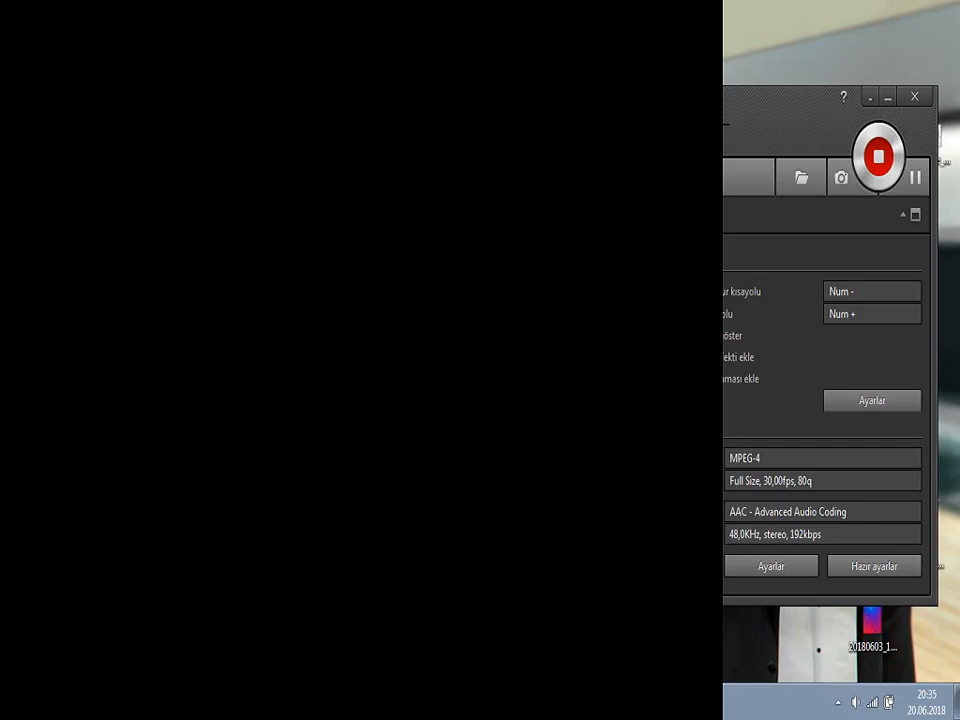 ?
ur kısayolu
Num -
olu
Num +
öster
fekti ekle
ması ekle
Ayarlar
MPEG-4
Full Size, 30,00fps, 80q
AAC - Advanced Audio Coding
48,0KHz, stereo, 192kbps
Ayarlar
Hazır ayarlar
20180603_1...
20:35
20.06.2018